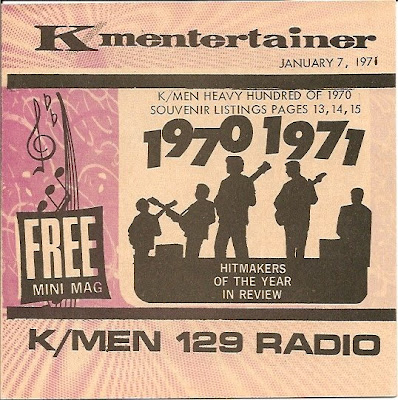 K mentertainer
JANUARY 7, 1971
K/MEN HEAVY HUNDRED OF 1970
SOUVENIR LISTINGS PAGES 13,14,15
1970 1971
FREE
MINI MAG
HITMAKERS
OF THE YEAR
IN REVIEW
K/MEN 129 RADIO